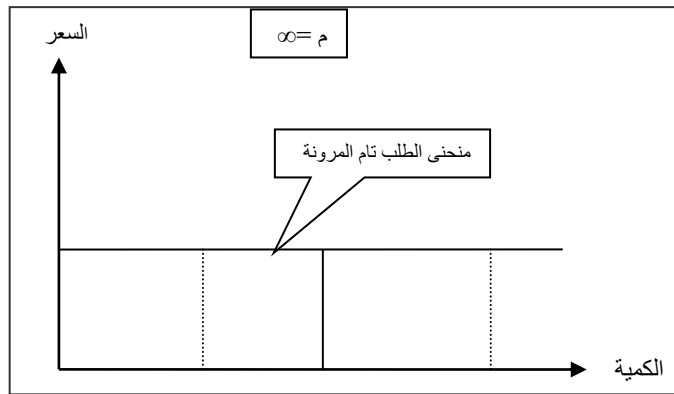 السعر
م =∞
منحنى الطلب تام المرونة
الكمية